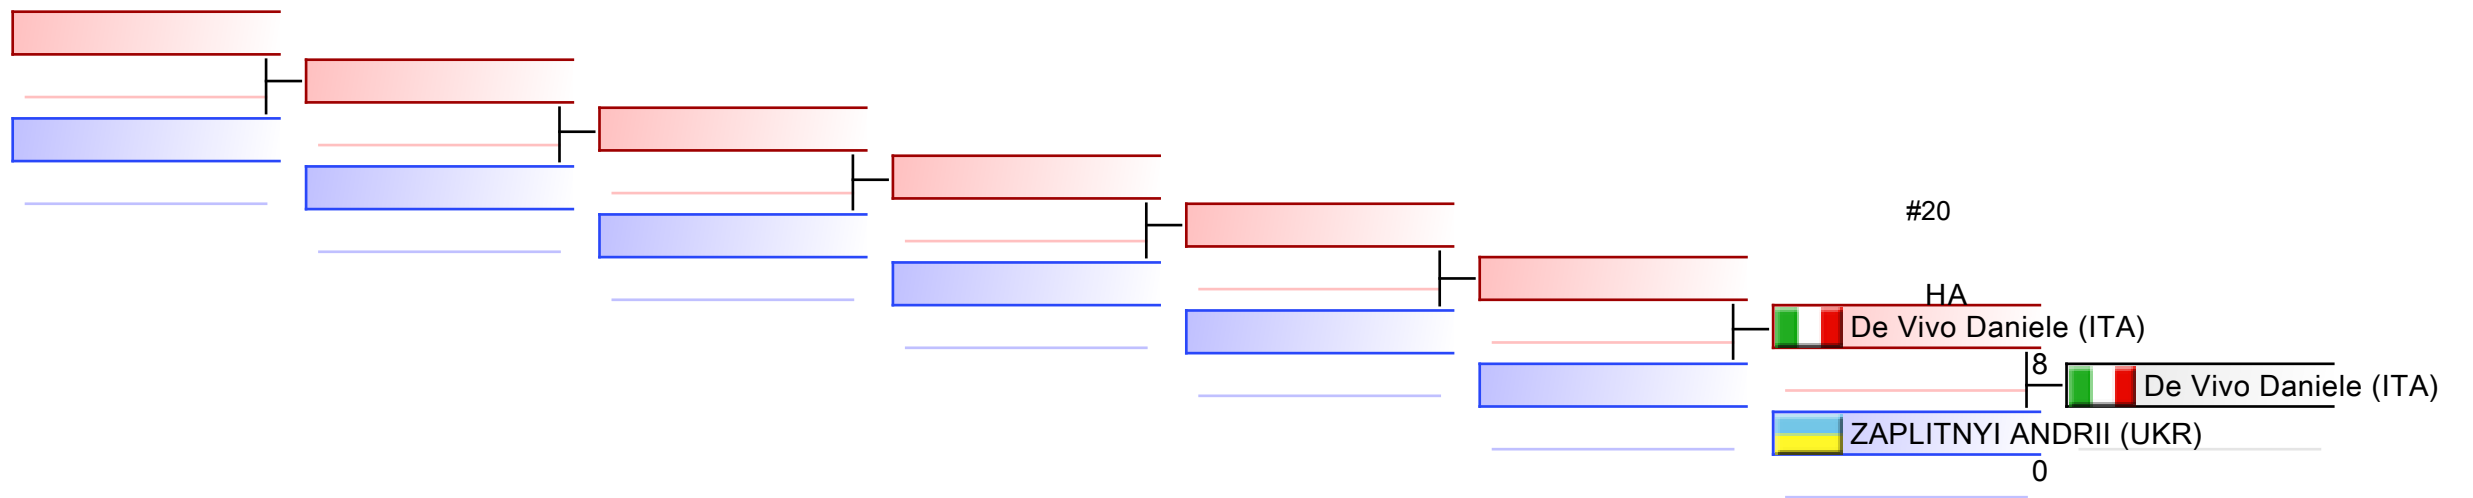 #20
HA
De Vivo Daniele (ITA)
8
De Vivo Daniele (ITA)
ZAPLITNYI ANDRII (UKR)
0